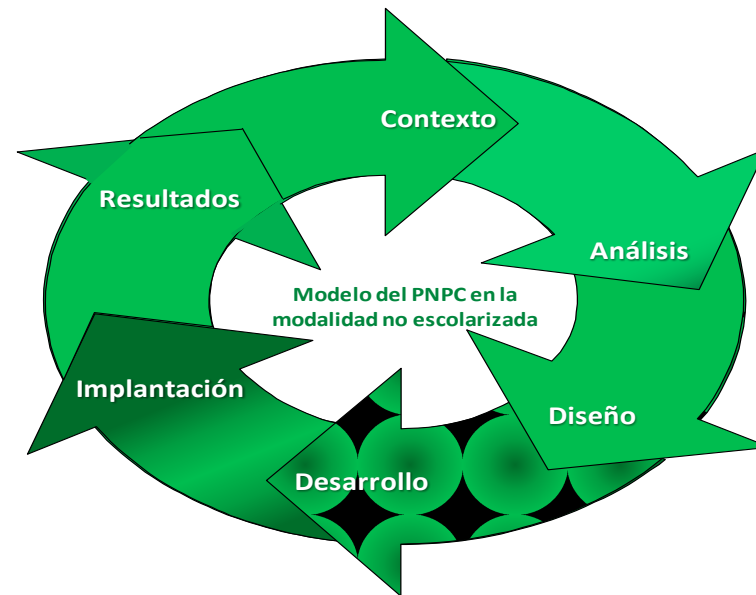 Contexto
Resultados
Análisis
Modelo del PNPC en la
modalidad no escolarizada
Implantación
Diseño
Desarrollo